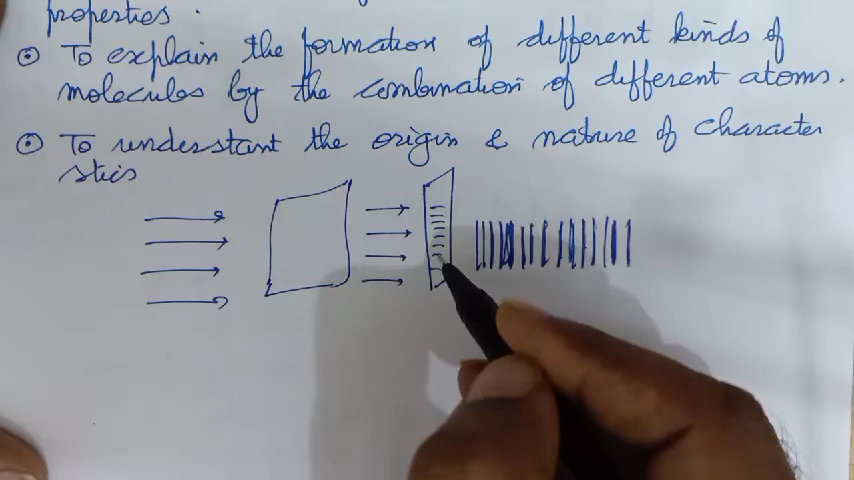 properties.
⊙ To explain the formation of different kinds of
molecules by the combination of different atoms.
⊙ To understant the origin & nature of character
stics